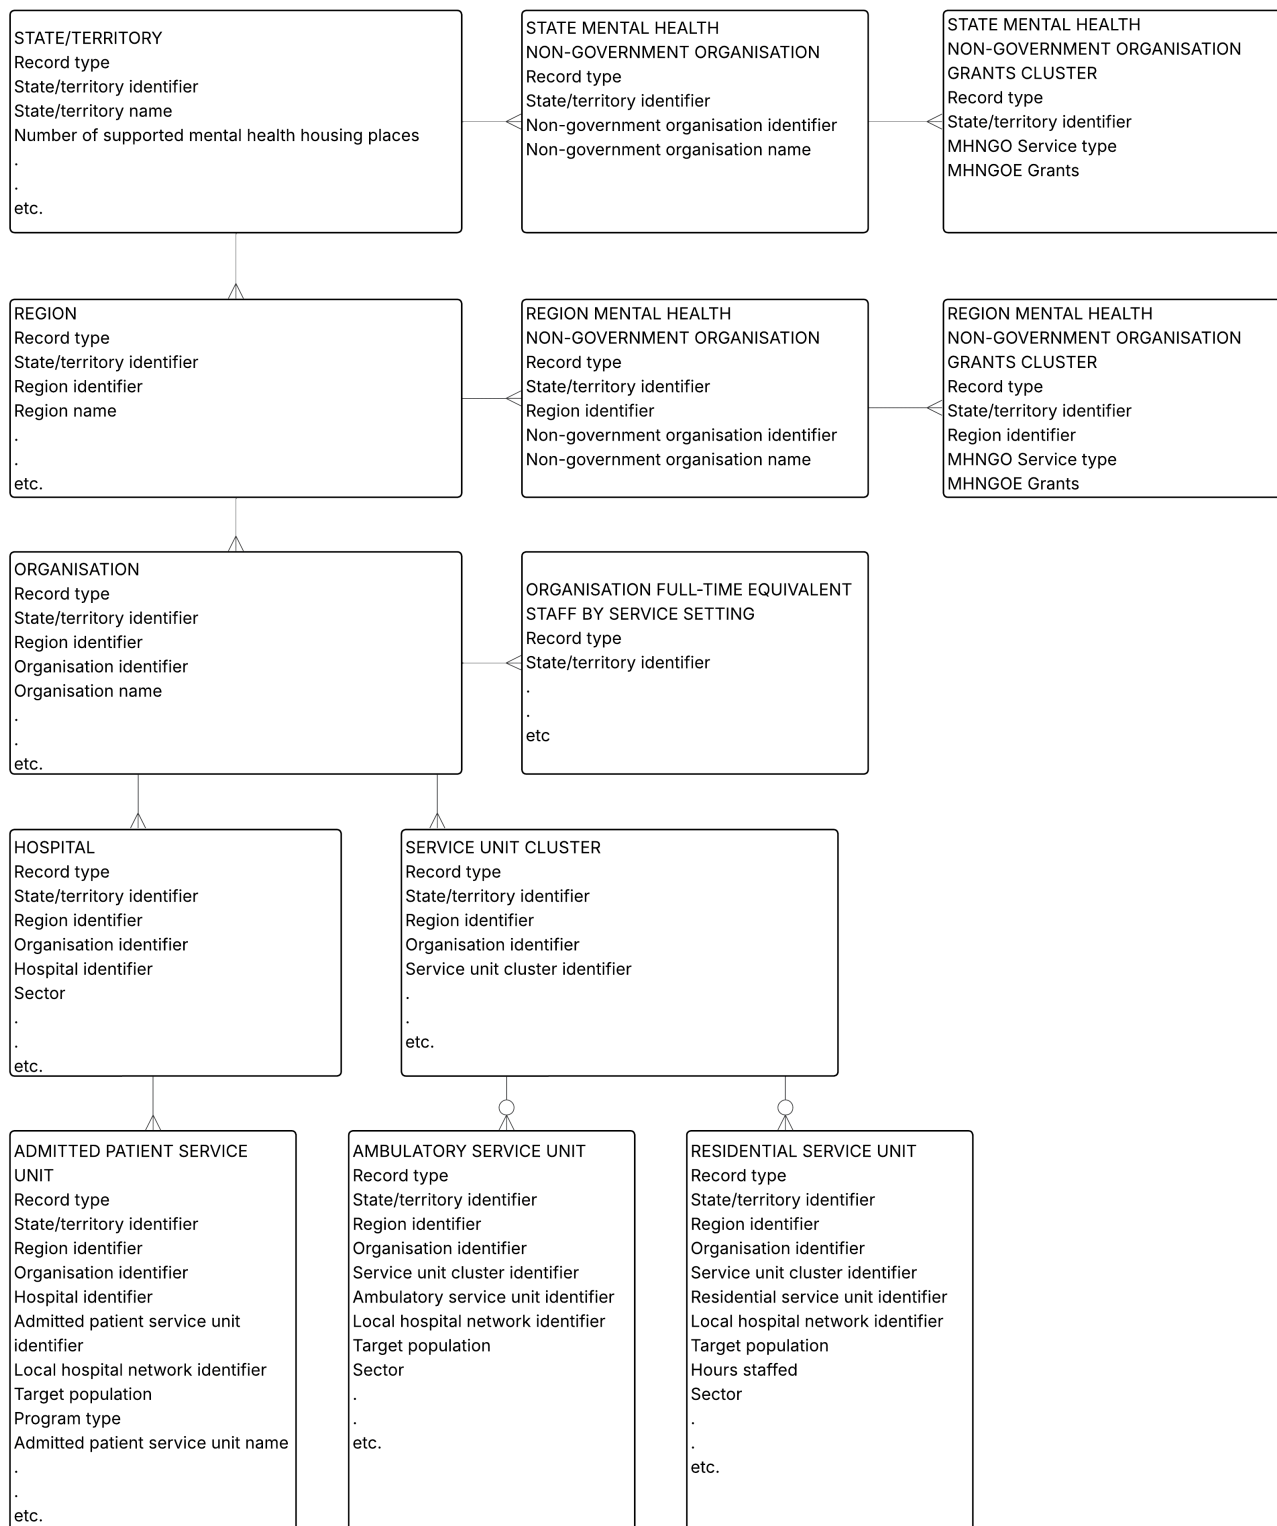 STATE/TERRITORY
Record type
State/territory identifier
State/territory name
Number of supported mental health housing places
.
.
etc.
STATE MENTAL HEALTH
NON-GOVERNMENT ORGANISATION
Record type
State/territory identifier
Non-government organisation identifier
Non-government organisation name
STATE MENTAL HEALTH
NON-GOVERNMENT ORGANISATION
GRANTS CLUSTER
Record type
State/territory identifier
MHNGO Service type
MHNGOE Grants
REGION
Record type
State/territory identifier
Region identifier
Region name
.
.
etc.
REGION MENTAL HEALTH
NON-GOVERNMENT ORGANISATION
Record type
State/territory identifier
Region identifier
Non-government organisation identifier
Non-government organisation name
REGION MENTAL HEALTH
NON-GOVERNMENT ORGANISATION
GRANTS CLUSTER
Record type
State/territory identifier
Region identifier
MHNGO Service type
MHNGOE Grants
ORGANISATION
Record type
State/territory identifier
Region identifier
Organisation identifier
Organisation name
.
.
etc.
ORGANISATION FULL-TIME EQUIVALENT
STAFF BY SERVICE SETTING
Record type
State/territory identifier
.
.
etc
HOSPITAL
Record type
State/territory identifier
Region identifier
Organisation identifier
Hospital identifier
Sector
.
.
etc.
SERVICE UNIT CLUSTER
Record type
State/territory identifier
Region identifier
Organisation identifier
Service unit cluster identifier
.
.
etc.
ADMITTED PATIENT SERVICE
UNIT
Record type
State/territory identifier
Region identifier
Organisation identifier
Hospital identifier
Admitted patient service unit
identifier
Local hospital network identifier
Target population
Program type
Admitted patient service unit name
.
.
etc.
AMBULATORY SERVICE UNIT
Record type
State/territory identifier
Region identifier
Organisation identifier
Service unit cluster identifier
Ambulatory service unit identifier
Local hospital network identifier
Target population
Sector
.
.
etc.
RESIDENTIAL SERVICE UNIT
Record type
State/territory identifier
Region identifier
Organisation identifier
Service unit cluster identifier
Residential service unit identifier
Local hospital network identifier
Target population
Hours staffed
Sector
.
.
etc.